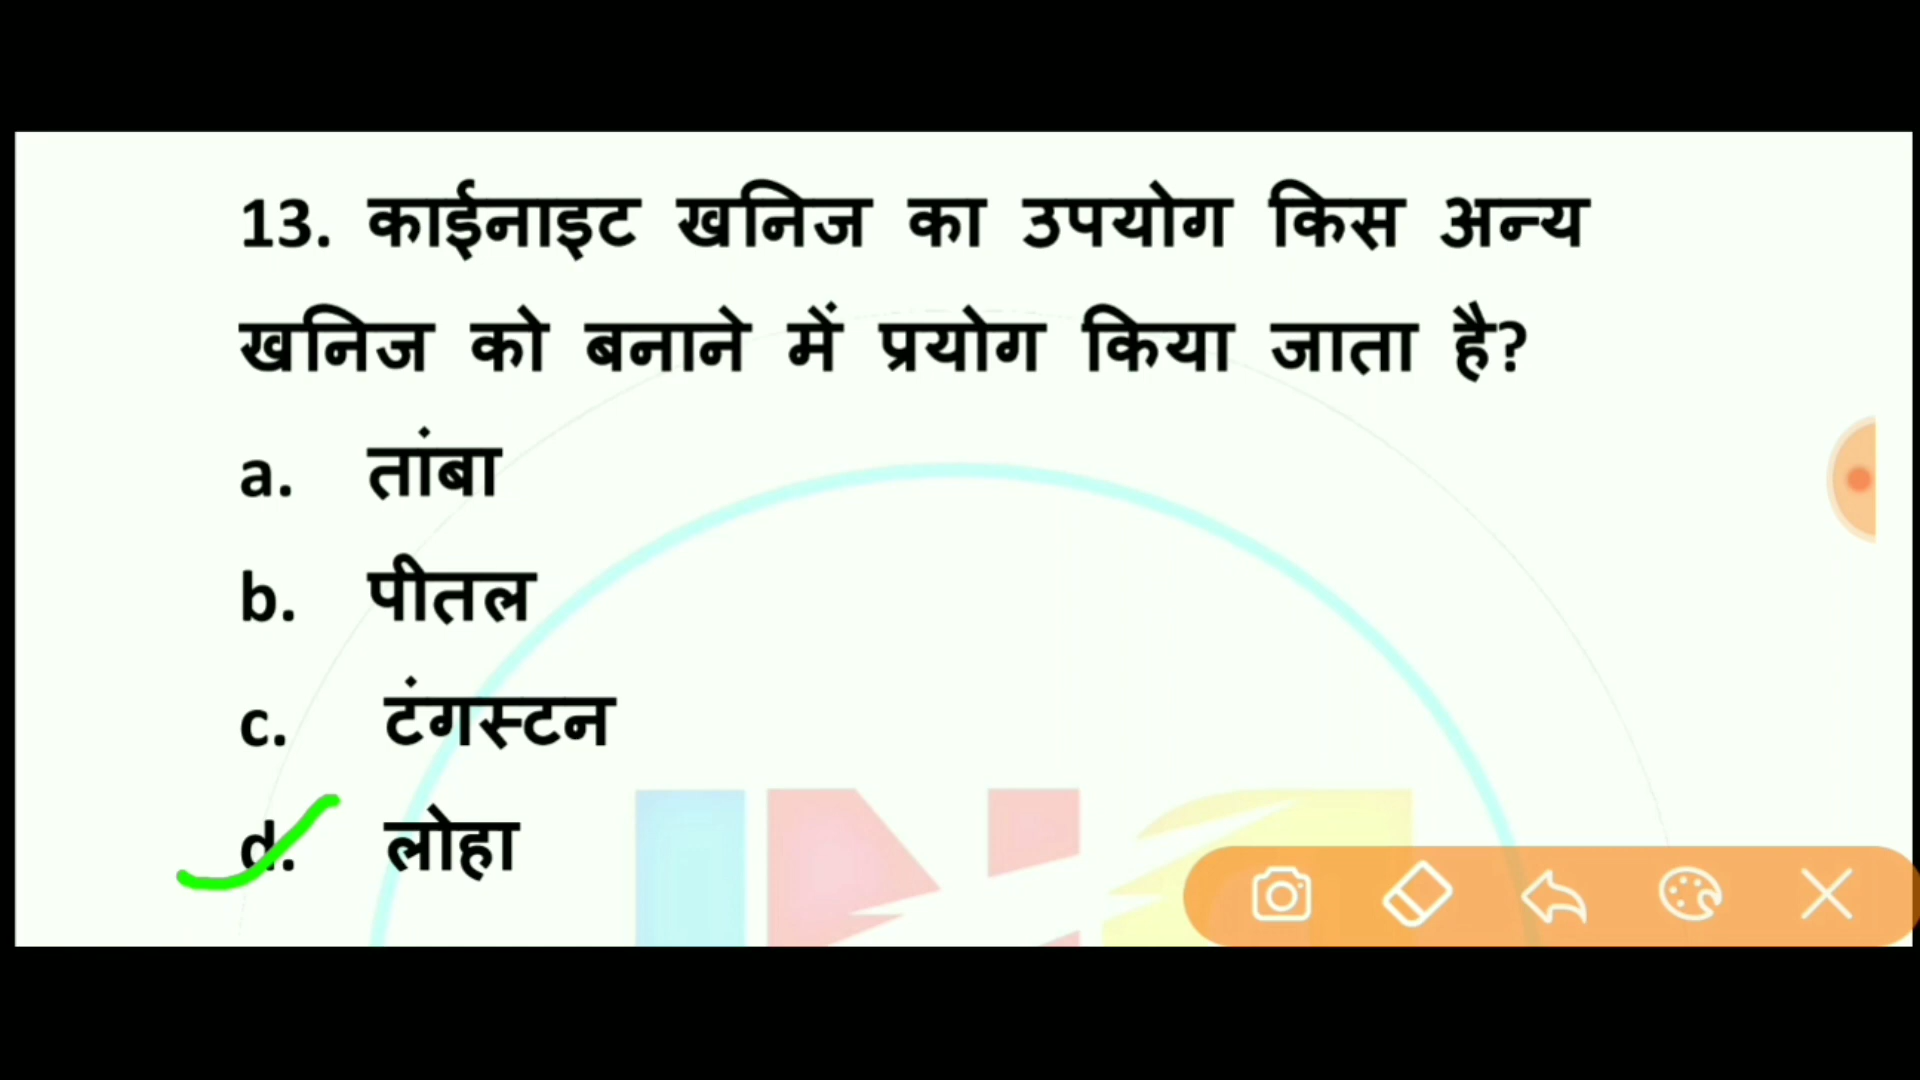 13. काईनाइट खनिज का उपयोग किस अन्य
खनिज को बनाने में प्रयोग किया जाता है?
a. तांबा
b. पीतल
c. टंगस्टन
d. लोहा